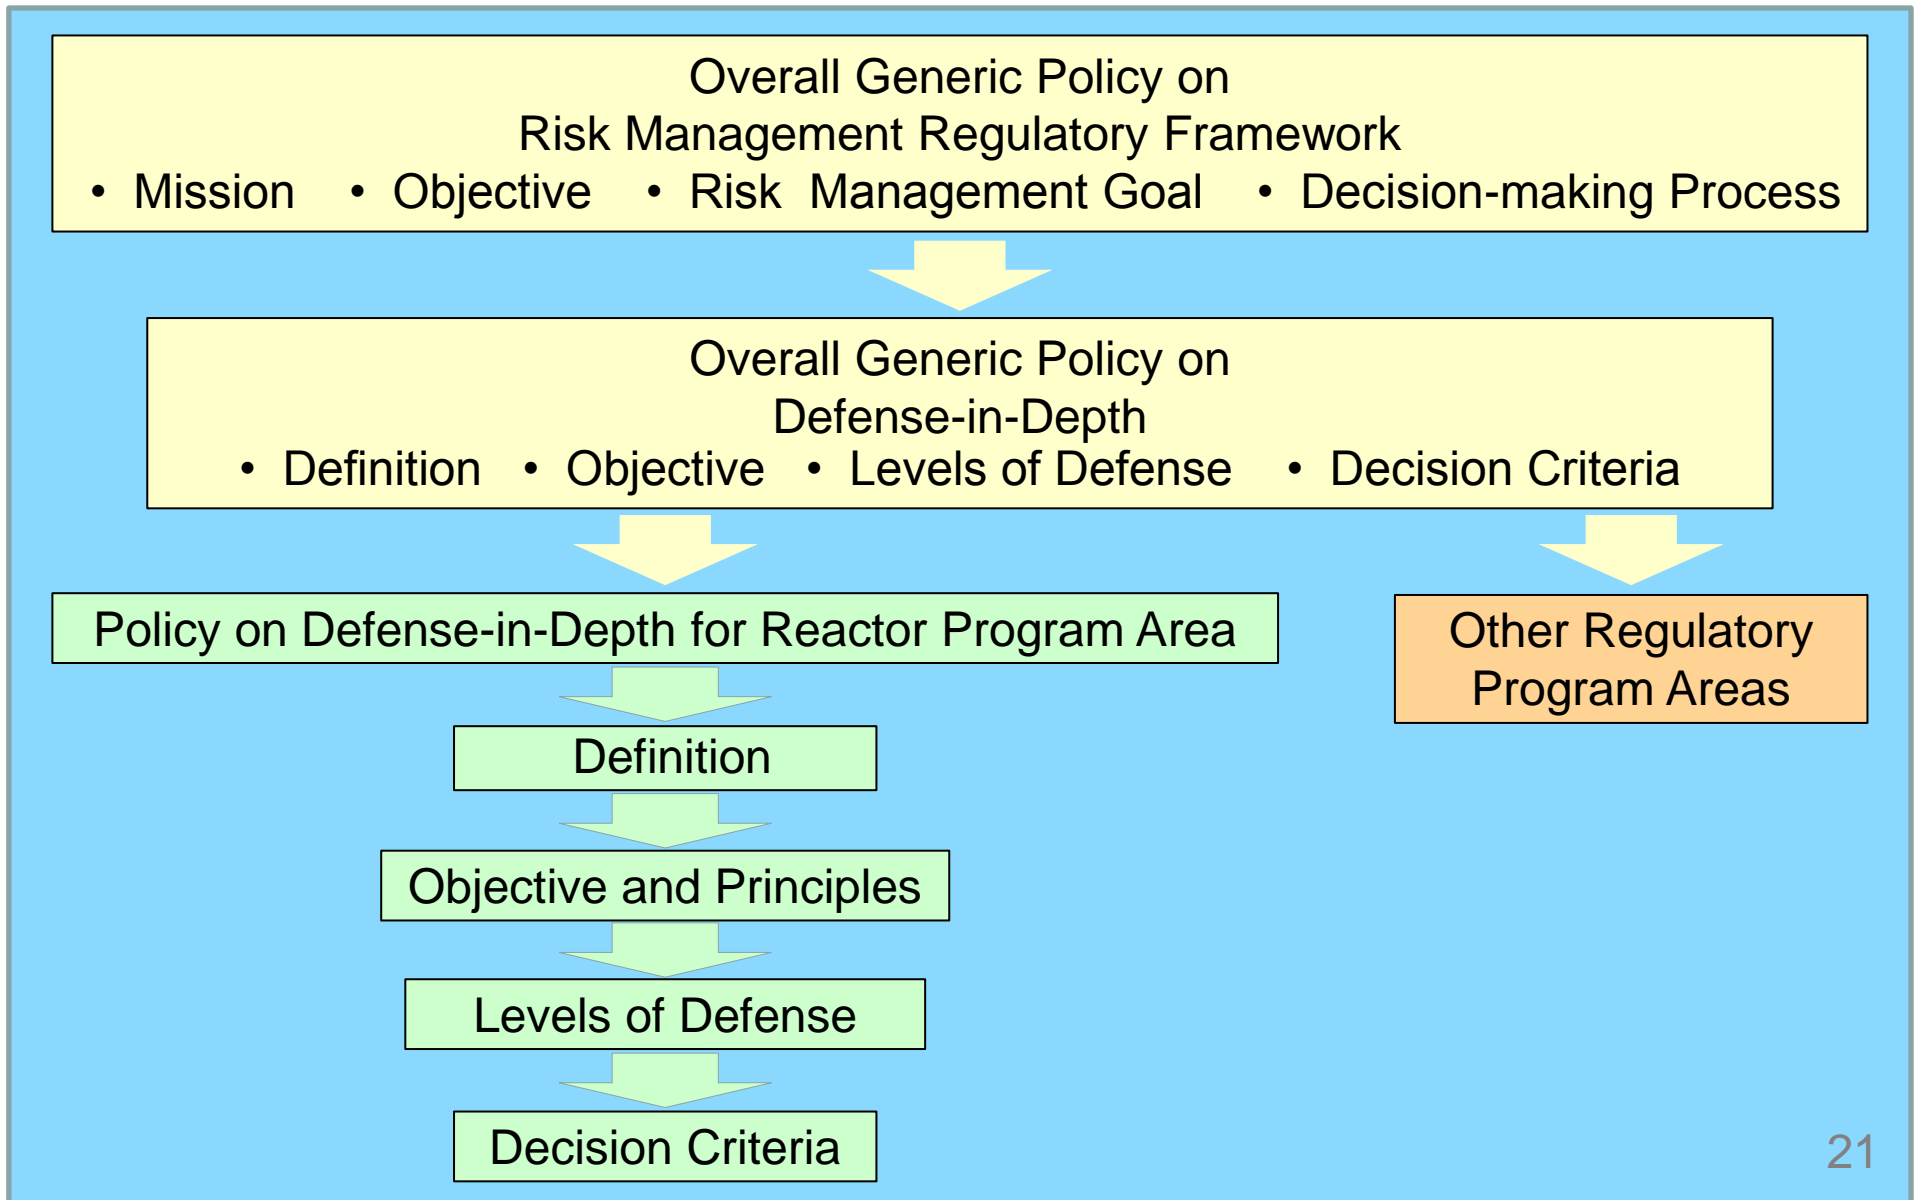 Overall Generic Policy on
Risk Management Regulatory Framework
• Mission • Objective • Risk Management Goal • Decision-making Process
Overall Generic Policy on
Defense-in-Depth
• Definition • Objective • Levels of Defense • Decision Criteria
Policy on Defense-in-Depth for Reactor Program Area
Other Regulatory
Program Areas
Definition
Objective and Principles
Levels of Defense
Decision Criteria
21